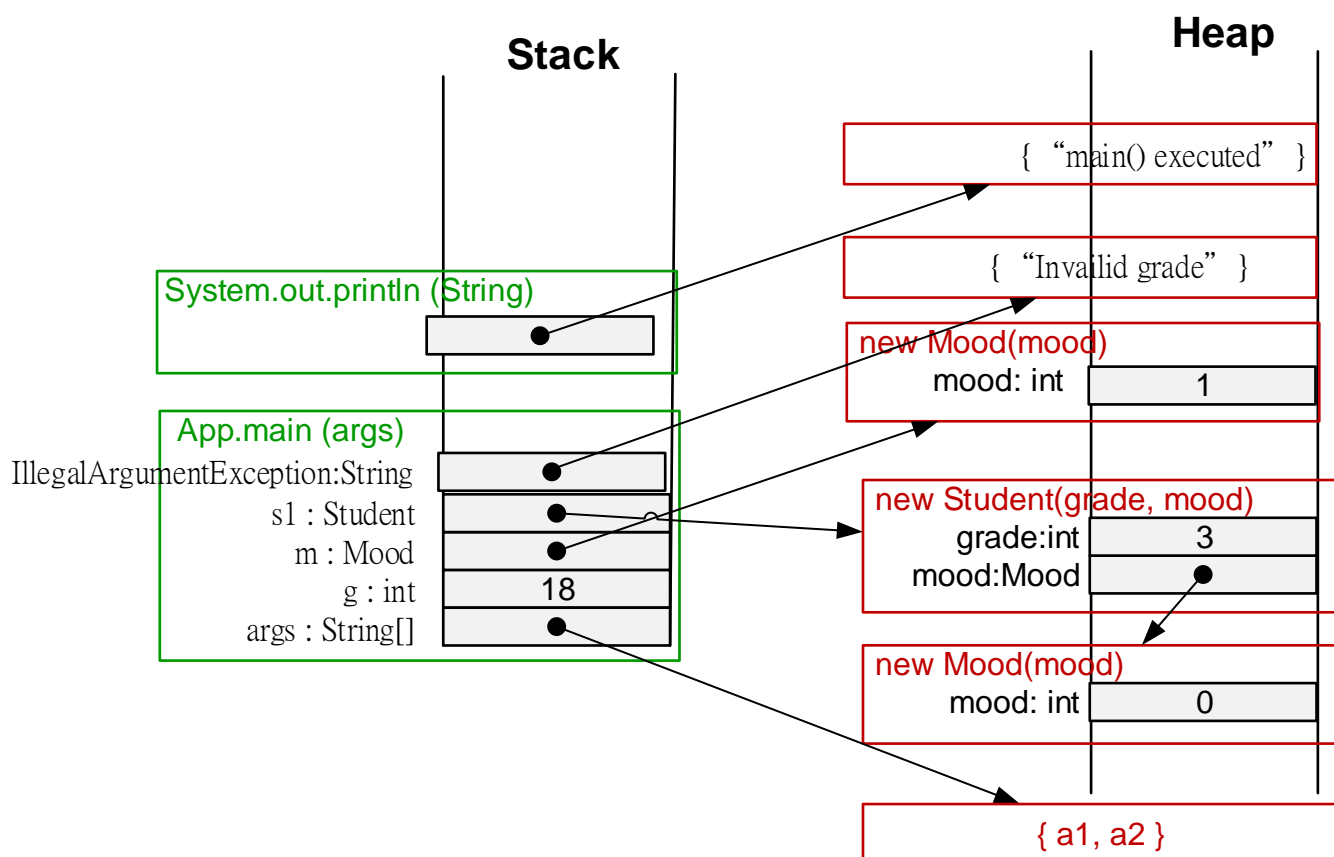 Stack
Heap
{ “main() executed” }
{ “Invailid grade” }
System.out.println (String)
new Mood(mood)
mood: int 1
App.main (args)
IllegalArgumentException:String
s1 : Student
m : Mood
g : int 18
args : String[]
new Student(grade, mood)
grade:int 3
mood:Mood
new Mood(mood)
mood: int 0
{ a1, a2 }